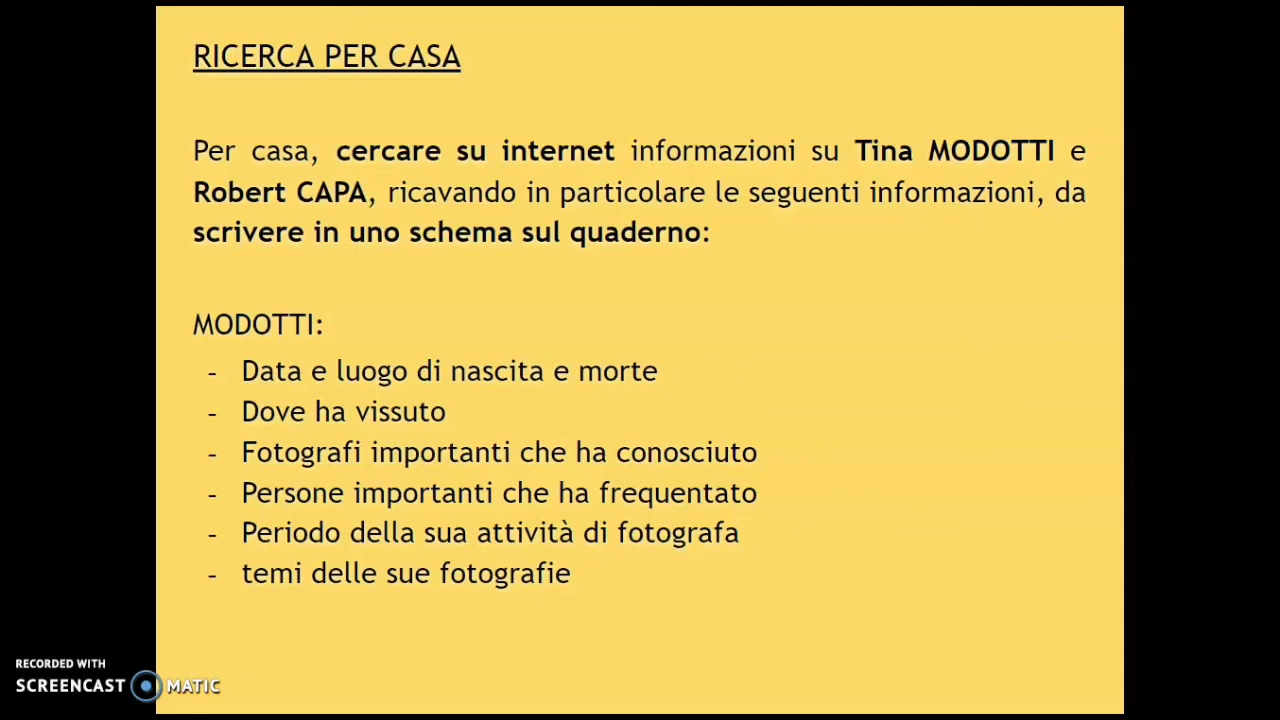 RICERCA PER CASA
Per casa, cercare su internet informazioni su Tina MODOTTI e
Robert CAPA, ricavando in particolare le seguenti informazioni, da
scrivere in uno schema sul quaderno:
MODOTTI:
- Data e luogo di nascita e morte
- Dove ha vissuto
- Fotografi importanti che ha conosciuto
- Persone importanti che ha frequentato
- Periodo della sua attività di fotografa
- temi delle sue fotografie
RECORDED WITH
SCREENCAST MATIC